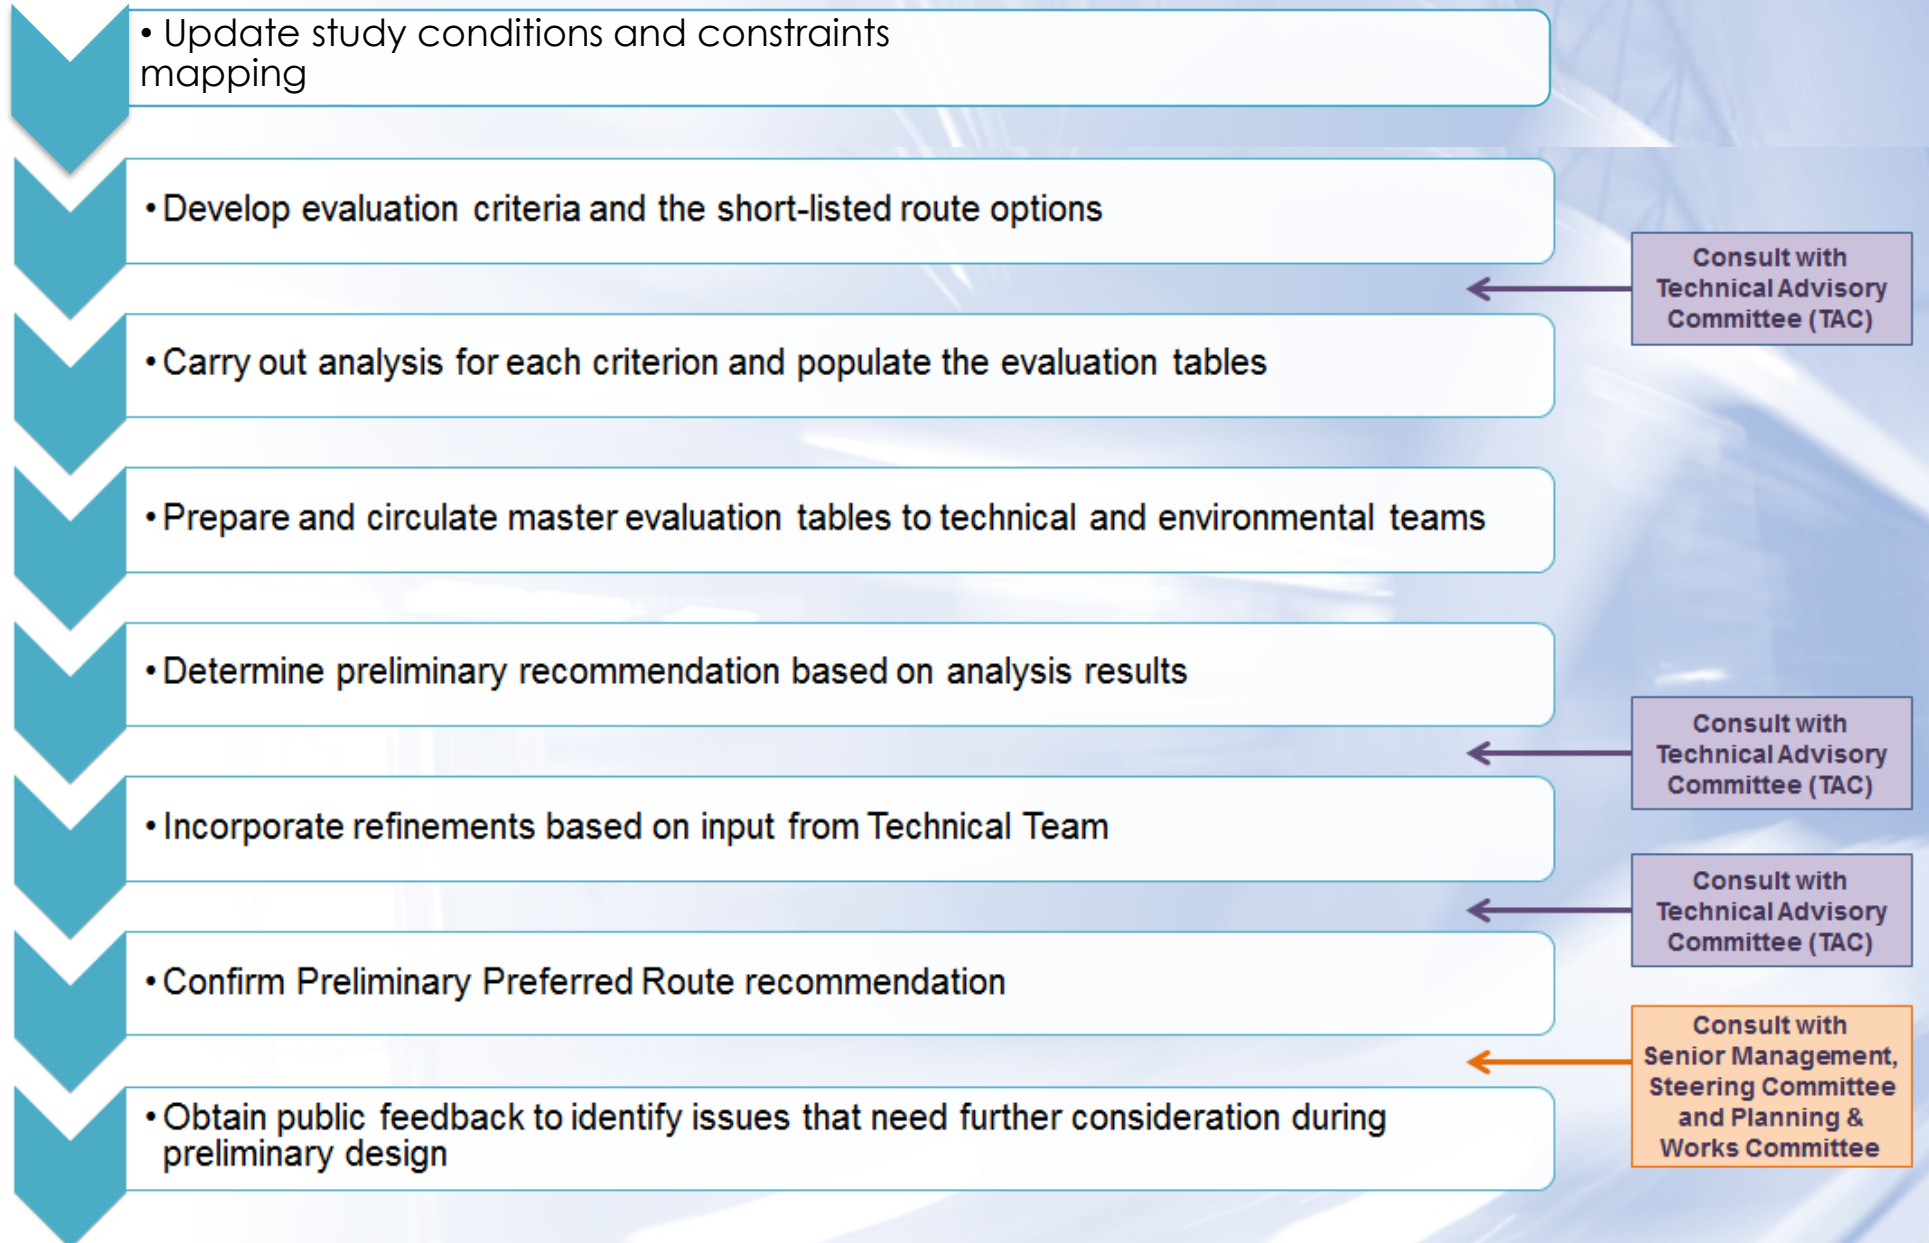 • Update study conditions and constraints
mapping
• Develop evaluation criteria and the short-listed route options
Consult with
Technical Advisory
Committee (TAC)
• Carry out analysis for each criterion and populate the evaluation tables
• Prepare and circulate master evaluation tables to technical and environmental teams
• Determine preliminary recommendation based on analysis results
Consult with
Technical Advisory
Committee (TAC)
• Incorporate refinements based on input from Technical Team
Consult with
Technical Advisory
Committee (TAC)
• Confirm Preliminary Preferred Route recommendation
Consult with
Senior Management,
Steering Committee
and Planning &
Works Committee
• Obtain public feedback to identify issues that need further consideration during
preliminary design